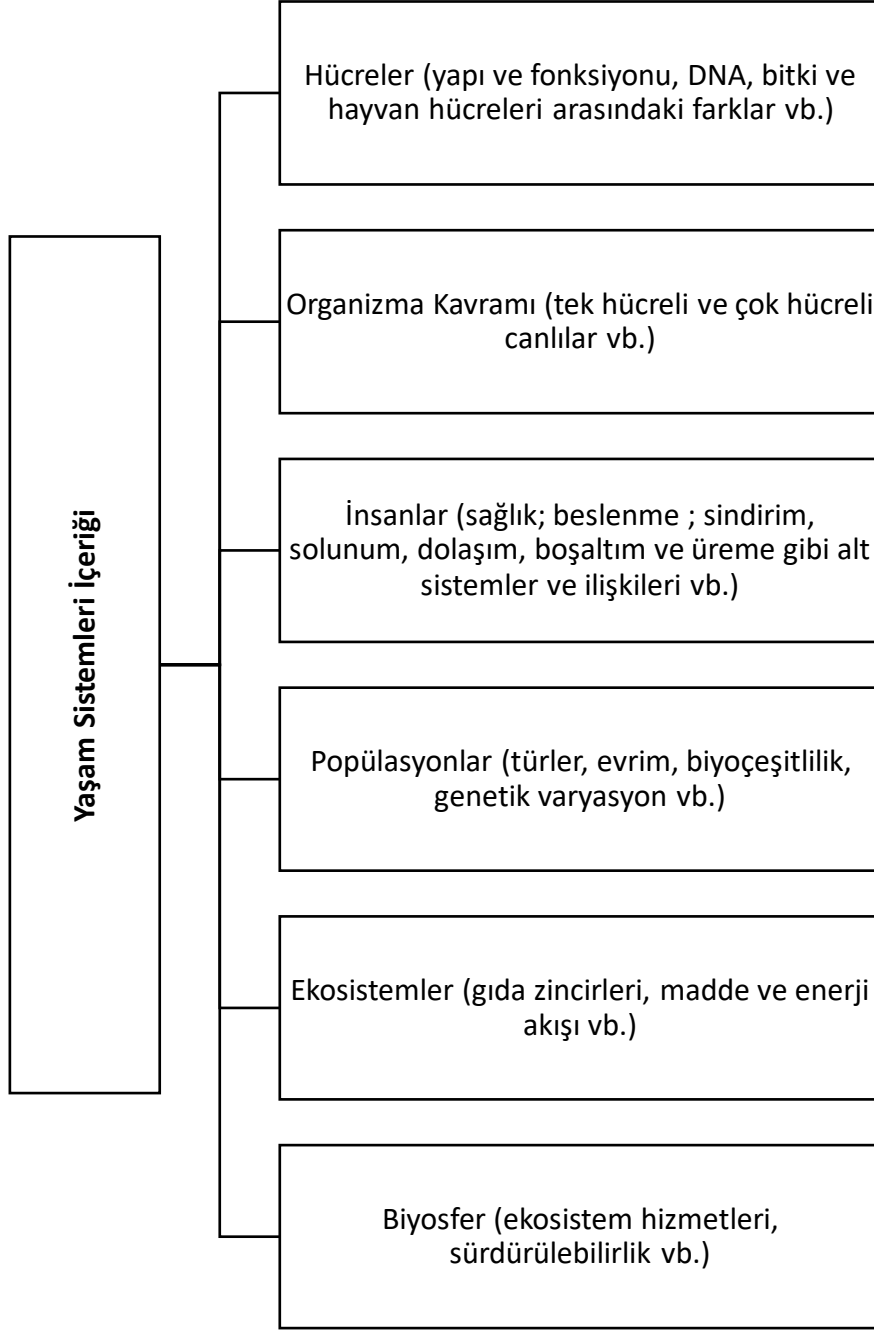 Yaşam Sistemleri İçeriği
Hücreler (yapı ve fonksiyonu, DNA, bitki ve
hayvan hücreleri arasındaki farklar vb.)
Organizma Kavramı (tek hücreli ve çok hücreli
canlılar vb.)
İnsanlar (sağlık; beslenme ; sindirim,
solunum, dolaşım, boşaltım ve üreme gibi alt
sistemler ve ilişkileri vb.)
Popülasyonlar (türler, evrim, biyoçeşitlilik,
genetik varyasyon vb.)
Ekosistemler (gıda zincirleri, madde ve enerji
akışı vb.)
Biyosfer (ekosistem hizmetleri,
sürdürülebilirlik vb.)